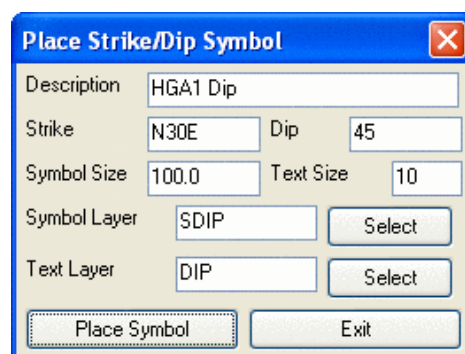 Place Strike/Dip Symbol
Description HGA1 Dip
Strike N30E Dip 45
Symbol Size 100.0 Text Size 10
Symbol Layer SDIP Select
Text Layer DIP Select
Place Symbol Exit